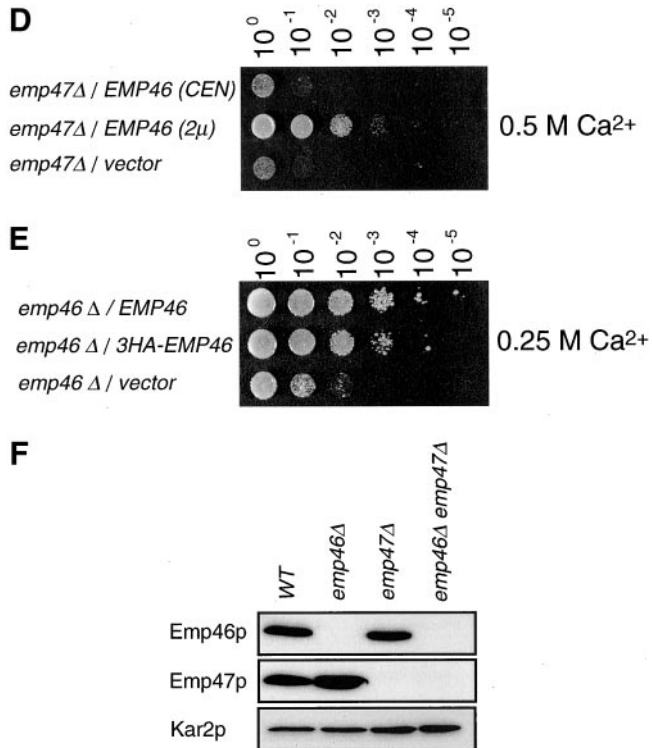 D
10⁰ 10⁻¹ 10⁻² 10⁻³ 10⁻⁴ 10⁻⁵
emp47Δ / EMP46 (CEN)
emp47Δ / EMP46 (2μ)
emp47Δ / vector
0.5 M Ca²⁺
E
10⁰ 10⁻¹ 10⁻² 10⁻³ 10⁻⁴ 10⁻⁵
emp46 Δ / EMP46
emp46 Δ / 3HA-EMP46
emp46 Δ / vector
0.25 M Ca²⁺
F
WT emp46Δ emp47Δ emp46Δ emp47Δ
Emp46p
Emp47p
Kar2p